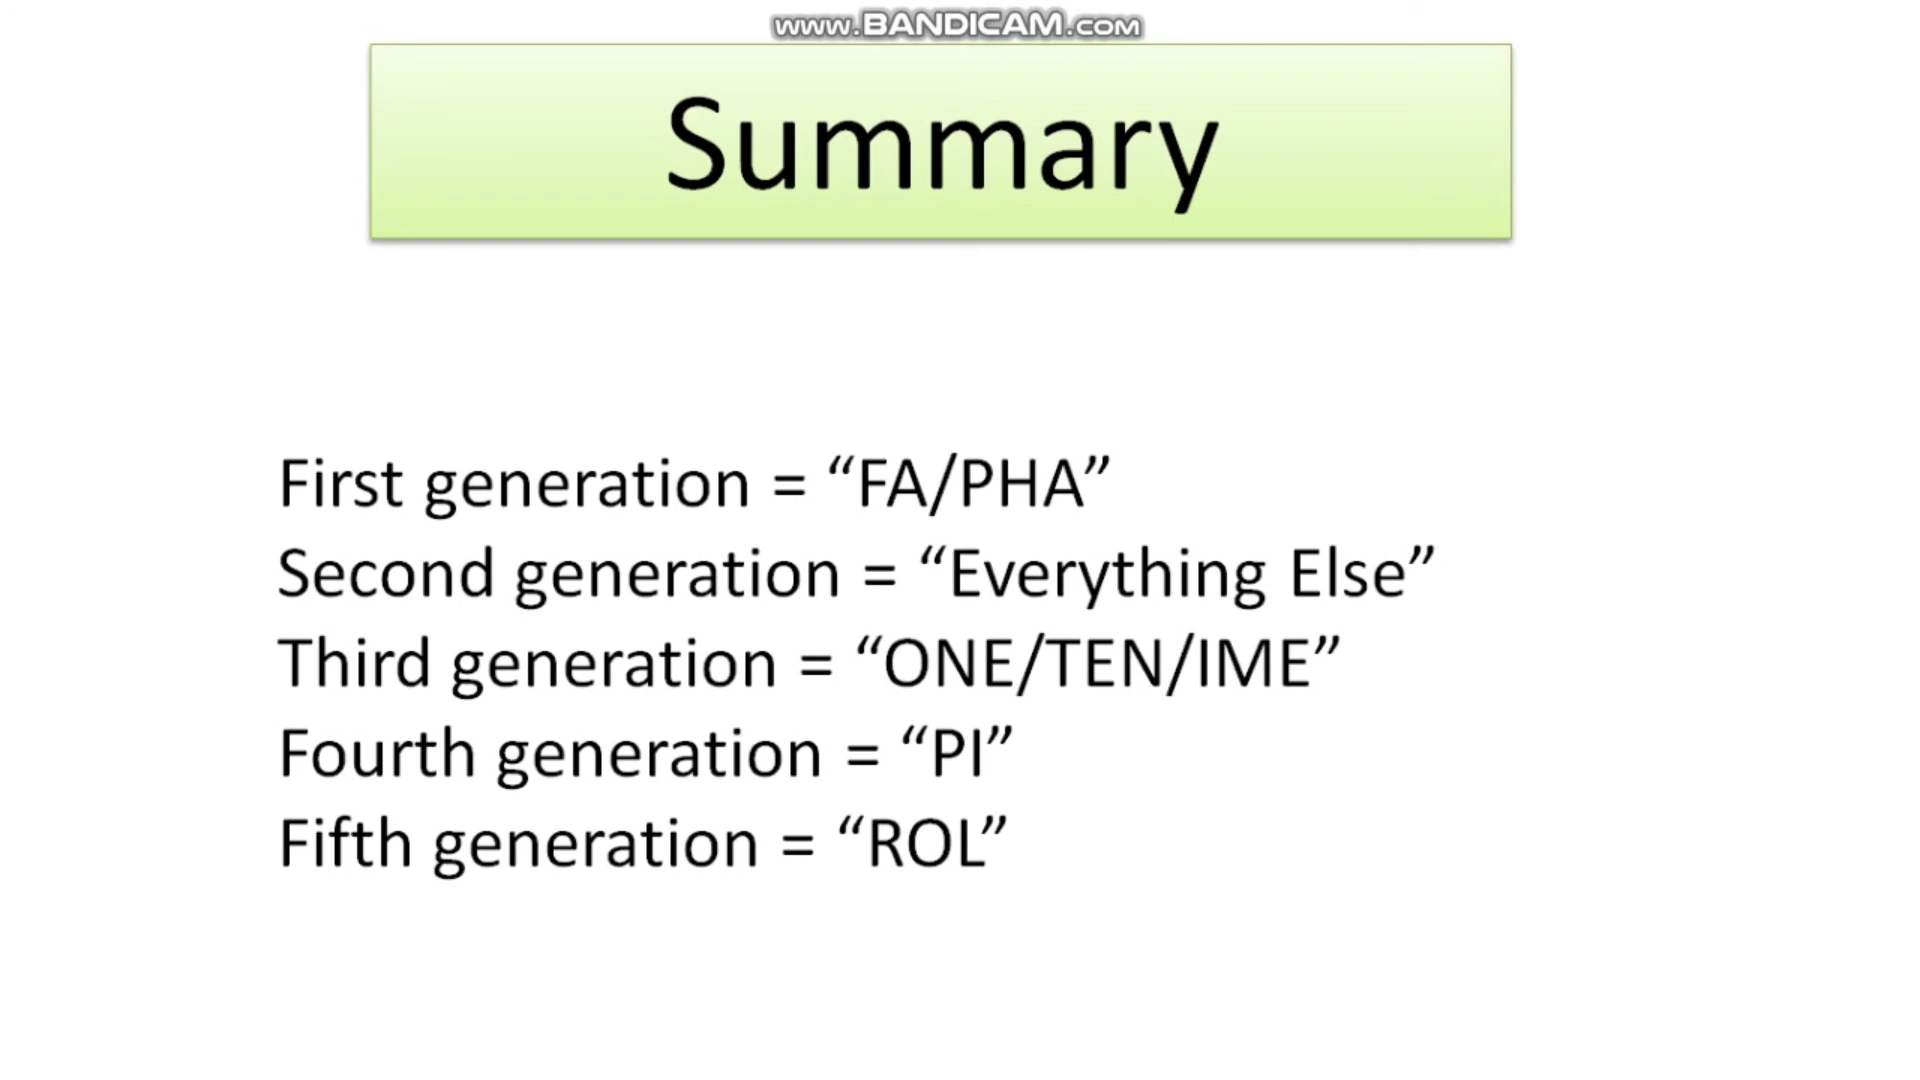 www.BANDICAM.com
Summary
First generation = “FA/PHA”
Second generation = “Everything Else”
Third generation = “ONE/TEN/IME”
Fourth generation = “PI”
Fifth generation = “ROL”